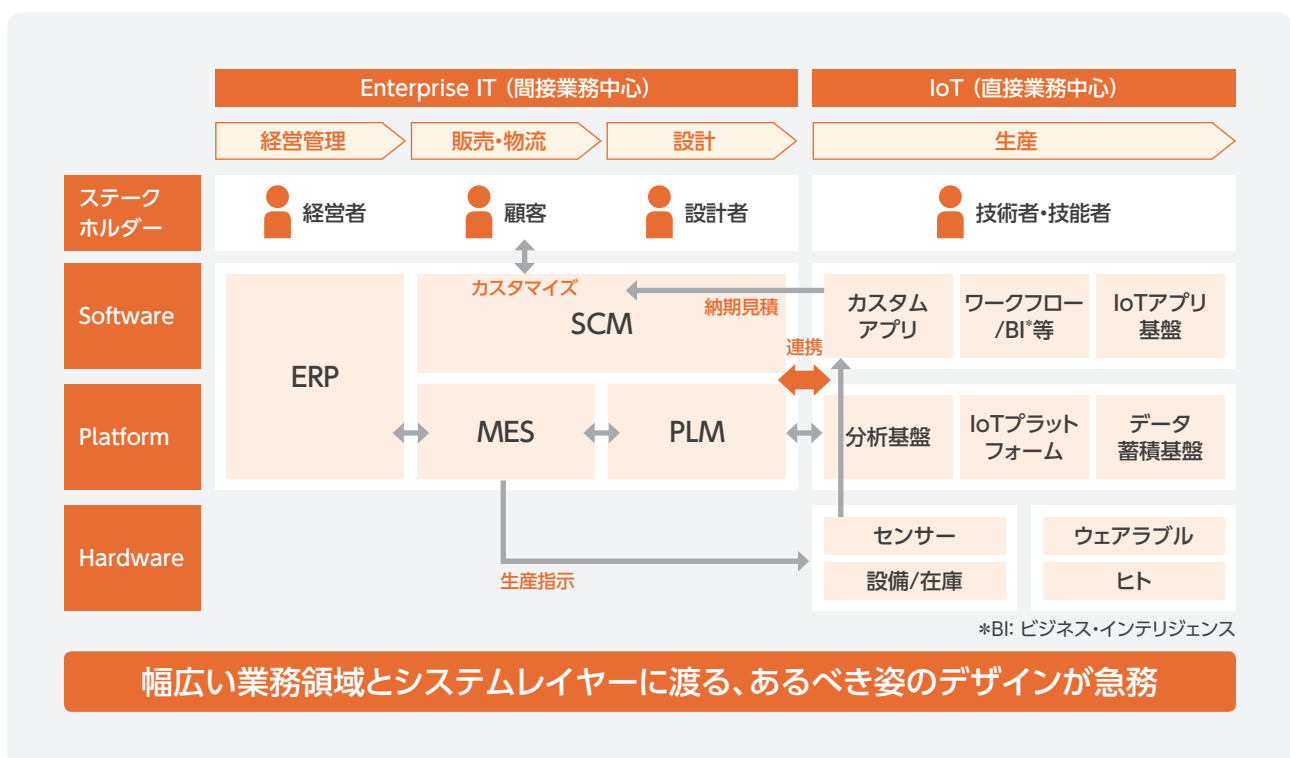 Enterprise IT（間接業務中心）
IoT（直接業務中心）
経営管理
販売・物流
設計
生産
ステーク
ホルダー
経営者
顧客
設計者
技術者・技能者
Software
カスタマイズ
SCM
納期見積
連携
ERP
カスタム
アプリ
ワークフロー
/BI*等
IoTアプリ
基盤
Platform
MES
PLM
分析基盤
IoTプラット
フォーム
データ
蓄積基盤
Hardware
生産指示
センサー
設備/在庫
ウェアラブル
ヒト
*BI: ビジネス・インテリジェンス
幅広い業務領域とシステムレイヤーに渡る、あるべき姿のデザインが急務